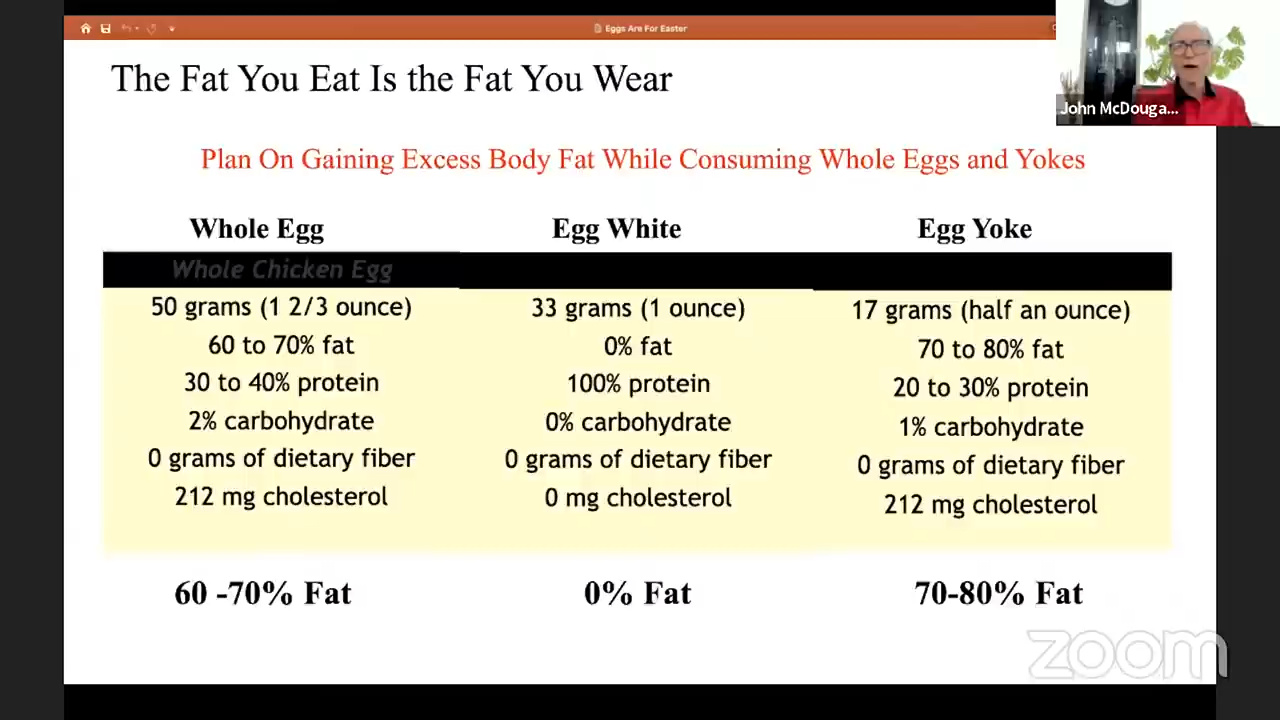 Eggs Are For Easter
John McDouga...
The Fat You Eat Is the Fat You Wear
Plan On Gaining Excess Body Fat While Consuming Whole Eggs and Yokes
Whole Egg Egg White Egg Yoke
Whole Chicken Egg
50 grams (1 2/3 ounce) 33 grams (1 ounce) 17 grams (half an ounce)
60 to 70% fat 0% fat 70 to 80% fat
30 to 40% protein 100% protein 20 to 30% protein
2% carbohydrate 0% carbohydrate 1% carbohydrate
0 grams of dietary fiber 0 grams of dietary fiber 0 grams of dietary fiber
212 mg cholesterol 0 mg cholesterol 212 mg cholesterol
60 -70% Fat 0% Fat 70-80% Fat
zoom